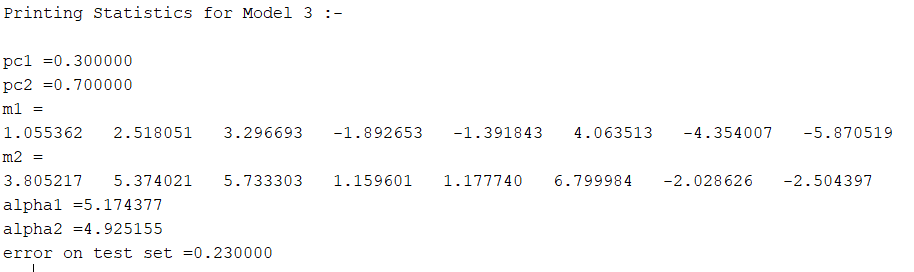 Printing Statistics for Model 3 :-
pc1 =0.300000
pc2 =0.700000
m1 =
1.055362 2.518051 3.296693 -1.892653 -1.391843 4.063513 -4.354007 -5.870519
m2 =
3.805217 5.374021 5.733303 1.159601 1.177740 6.799984 -2.028626 -2.504397
alpha1 =5.174377
alpha2 =4.925155
error on test set =0.230000